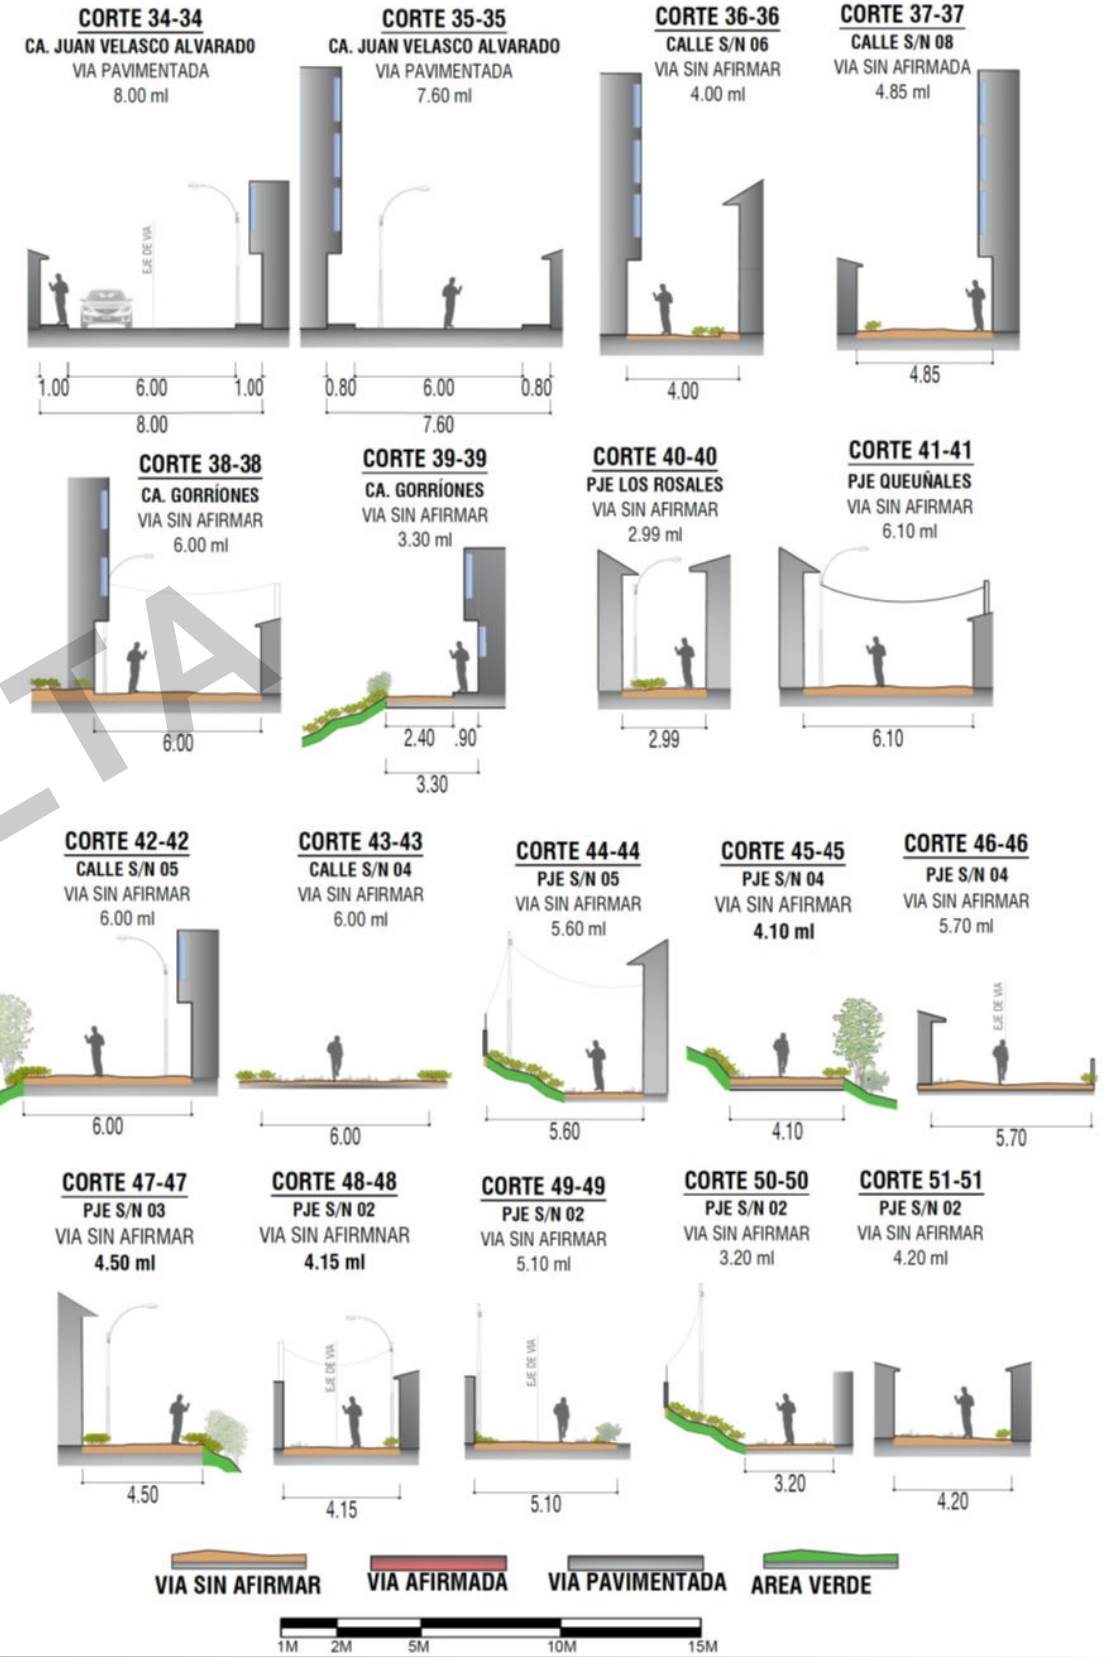 CORTE 34-34
CA. JUAN VELASCO ALVARADO
VIA PAVIMENTADA
8.00 ml
EJE DE VIA
1.00 6.00 1.00
8.00
CORTE 35-35
CA. JUAN VELASCO ALVARADO
VIA PAVIMENTADA
7.60 ml
0.80 6.00 0.80
7.60
CORTE 36-36
CALLE S/N 06
VIA SIN AFIRMAR
4.00 ml
4.00
CORTE 37-37
CALLE S/N 08
VIA SIN AFIRMADA
4.85 ml
4.85
CORTE 38-38
CA. GORRÍONES
VIA SIN AFIRMAR
6.00 ml
6.00
CORTE 39-39
CA. GORRÍONES
VIA SIN AFIRMAR
3.30 ml
2.40 .90
3.30
CORTE 40-40
PJE LOS ROSALES
VIA SIN AFIRMAR
2.99 ml
2.99
CORTE 41-41
PJE QUEUÑALES
VIA SIN AFIRMAR
6.10 ml
6.10
LTA
CORTE 42-42
CALLE S/N 05
VIA SIN AFIRMAR
6.00 ml
6.00
CORTE 43-43
CALLE S/N 04
VIA SIN AFIRMAR
6.00 ml
6.00
CORTE 44-44
PJE S/N 05
VIA SIN AFIRMAR
5.60 ml
5.60
CORTE 45-45
PJE S/N 04
VIA SIN AFIRMAR
4.10 ml
4.10
CORTE 46-46
PJE S/N 04
VIA SIN AFIRMAR
5.70 ml
EJE DE VIA
5.70
CORTE 47-47
PJE S/N 03
VIA SIN AFIRMAR
4.50 ml
4.50
CORTE 48-48
PJE S/N 02
VIA SIN AFIRMNAR
4.15 ml
EJE DE VIA
4.15
CORTE 49-49
PJE S/N 02
VIA SIN AFIRMAR
5.10 ml
EJE DE VIA
5.10
CORTE 50-50
PJE S/N 02
VIA SIN AFIRMAR
3.20 ml
3.20
CORTE 51-51
PJE S/N 02
VIA SIN AFIRMAR
4.20 ml
4.20
VIA SIN AFIRMAR
VIA AFIRMADA
VIA PAVIMENTADA
AREA VERDE
1M 2M 5M 10M 15M